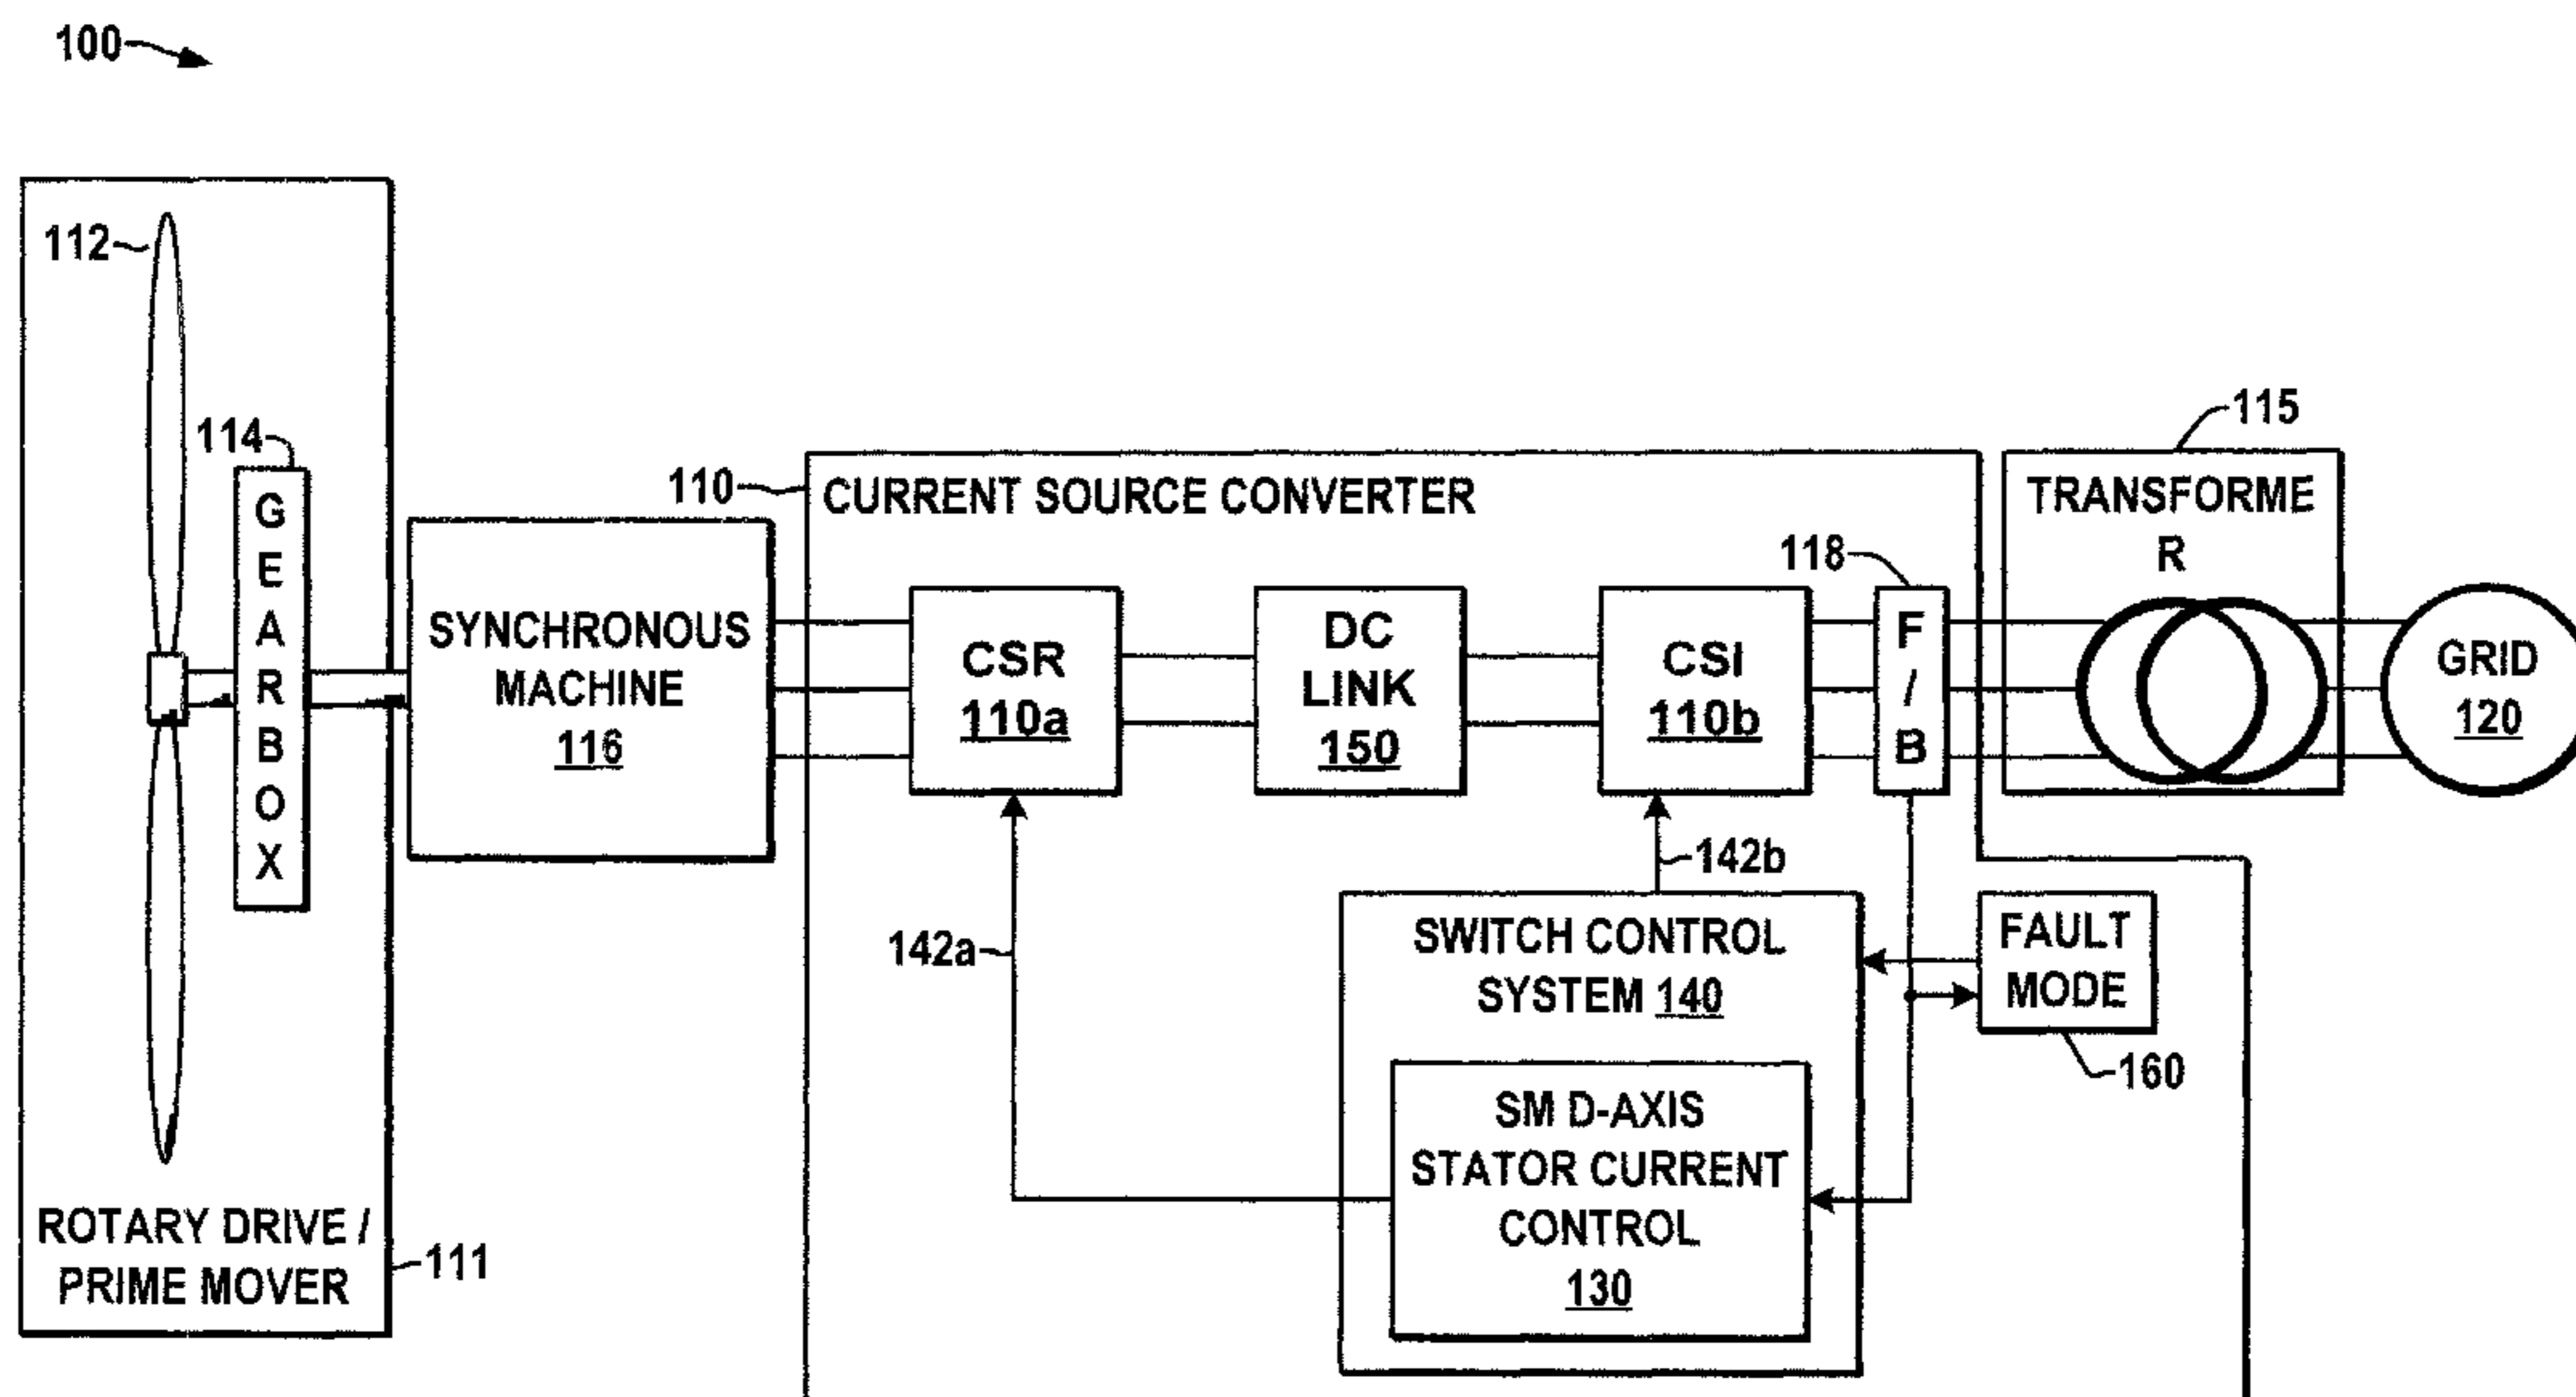 100
112
114
GEARBOX
ROTARY DRIVE /
PRIME MOVER
111
SYNCHRONOUS
MACHINE
116
110
CURRENT SOURCE CONVERTER
CSR
110a
DC
LINK
150
CSI
110b
118
F
/
B
115
TRANSFORME
R
GRID
120
142a
142b
SWITCH CONTROL
SYSTEM 140
SM D-AXIS
STATOR CURRENT
CONTROL
130
FAULT
MODE
160